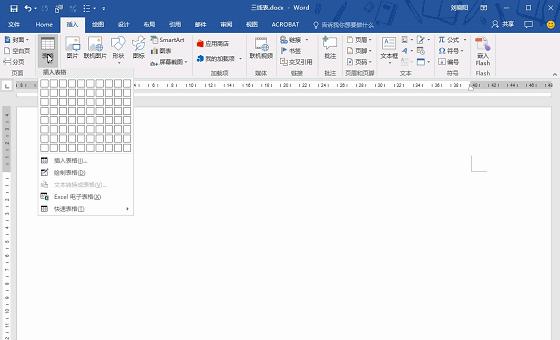 三线表.docx - Word
刘晓阳
文件 Home 插入 绘图 设计 布局 引用 邮件 审阅 视图 ACROBAT 告诉我你想要做什么 共享
封面
空白页
分页
表格
图片
联机图片
形状
图标
SmartArt
图表
屏幕截图
应用商店
我的加载项
联机视频
链接
书签
交叉引用
批注
页眉
页脚
页码
文本框
公式
符号
编号
嵌入Flash
页面 加载项 媒体 链接 批注 页眉和页脚 文本 符号 Flash
插入表格
插入表格(I)...
绘制表格(D)
文本转换成表格(V)...
Excel 电子表格(X)
快速表格(T)